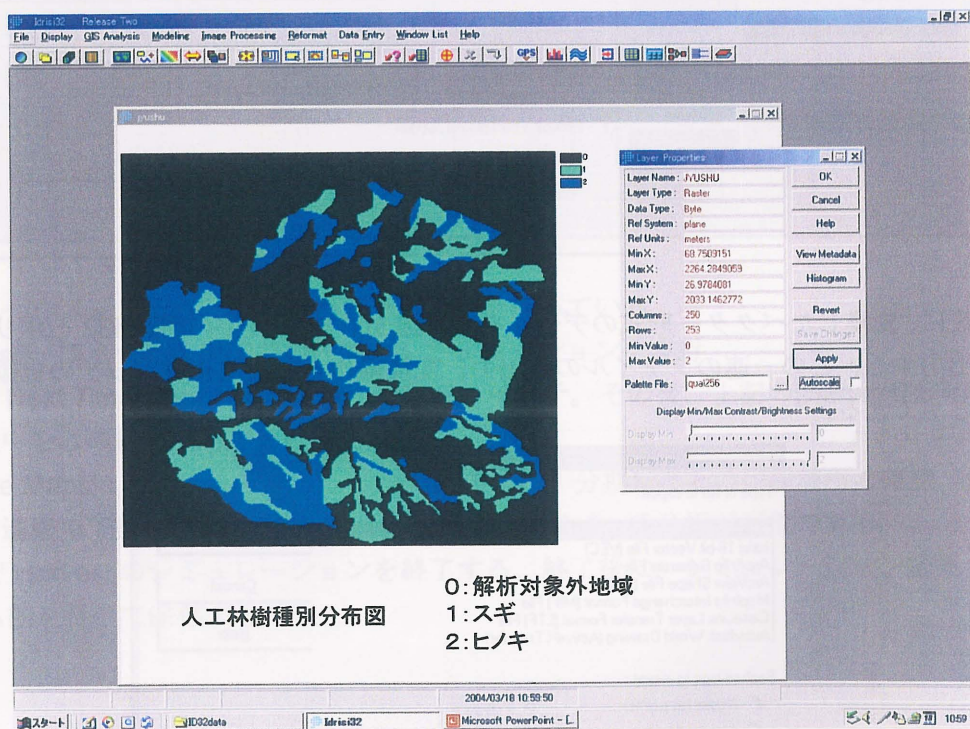 Idrisi32 Release Two
File Display GIS Analysis Modeling Image Processing Reformat Data Entry Window List Help
GPS
jyushu
0
1
2
Layer Properties
Layer Name : JYUSHU
Layer Type : Raster
Data Type : Byte
Ref System : plane
Ref Units : meters
Min X : 68.7509151
Max X : 2264.2849059
Min Y : 26.9784081
Max Y : 2033.1462772
Columns : 250
Rows : 253
Min Value : 0
Max Value : 2
Palette File : qual256 ... Autoscale
OK
Cancel
Help
View Metadata
Histogram
Revert
Save Changes
Apply
Display Min/Max Contrast/Brightness Settings
Display Min 0
Display Max 2
人工林樹種別分布図
0:解析対象外地域
1:スギ
2:ヒノキ
2004/03/18 10:59:50
スタート ID32data Idrisi32 Microsoft PowerPoint - [... 10:59